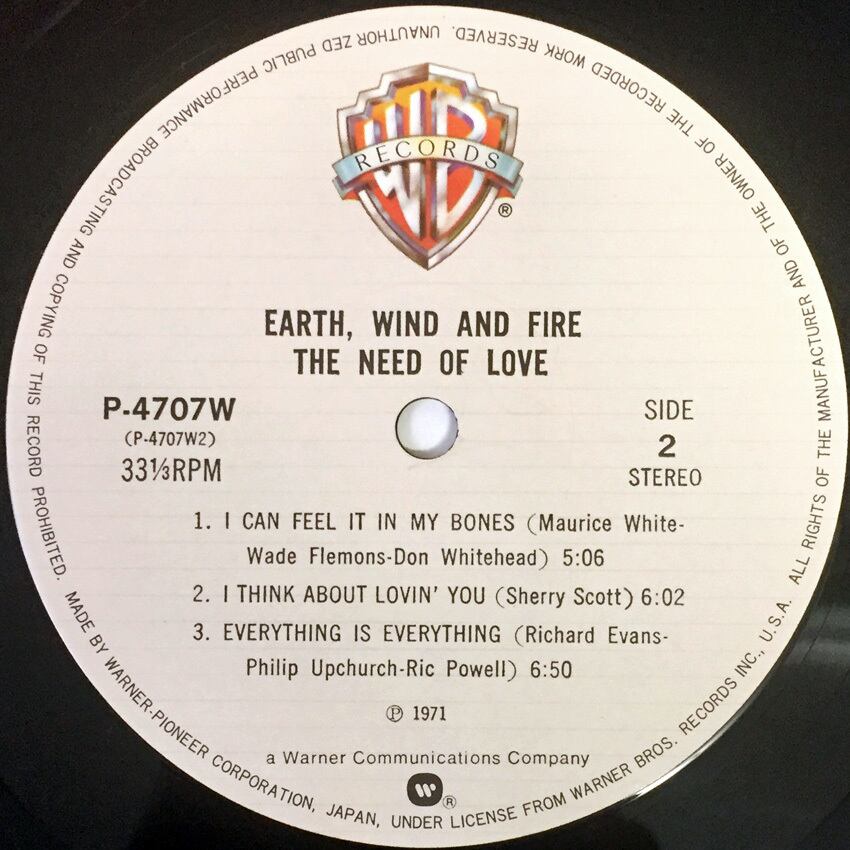 WB
RECORDS
®
EARTH, WIND AND FIRE
THE NEED OF LOVE
P-4707W
(P-4707W2)
33⅓RPM
SIDE
2
STEREO
1. I CAN FEEL IT IN MY BONES (Maurice White-
Wade Flemons-Don Whitehead) 5:06
2. I THINK ABOUT LOVIN' YOU (Sherry Scott) 6:02
3. EVERYTHING IS EVERYTHING (Richard Evans-
Philip Upchurch-Ric Powell) 6:50
Ⓟ 1971
a Warner Communications Company
®
MADE BY WARNER-PIONEER CORPORATION, JAPAN, UNDER LICENSE FROM WARNER BROS. RECORDS INC., U.S.A. ALL RIGHTS OF THE MANUFACTURER AND OF THE OWNER OF THE RECORDED WORK RESERVED. UNAUTHOR ZED PUBLIC PERFORMANCE BROADCASTING AND COPYING OF THIS RECORD PROHIBITED.